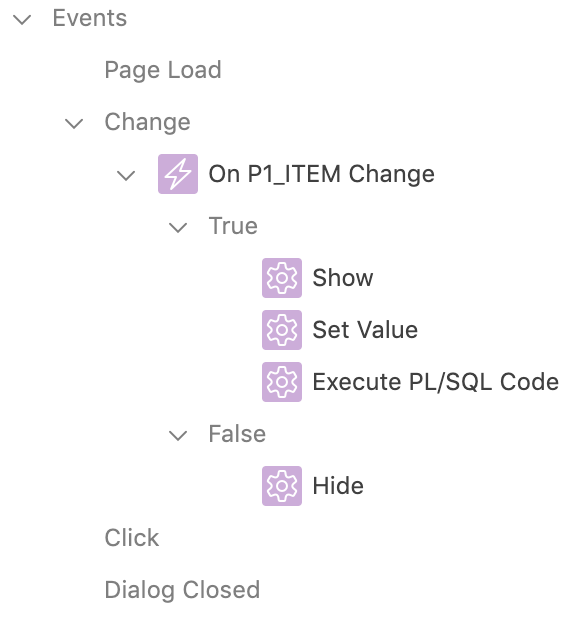 Events
Page Load
Change
On P1_ITEM Change
True
Show
Set Value
Execute PL/SQL Code
False
Hide
Click
Dialog Closed